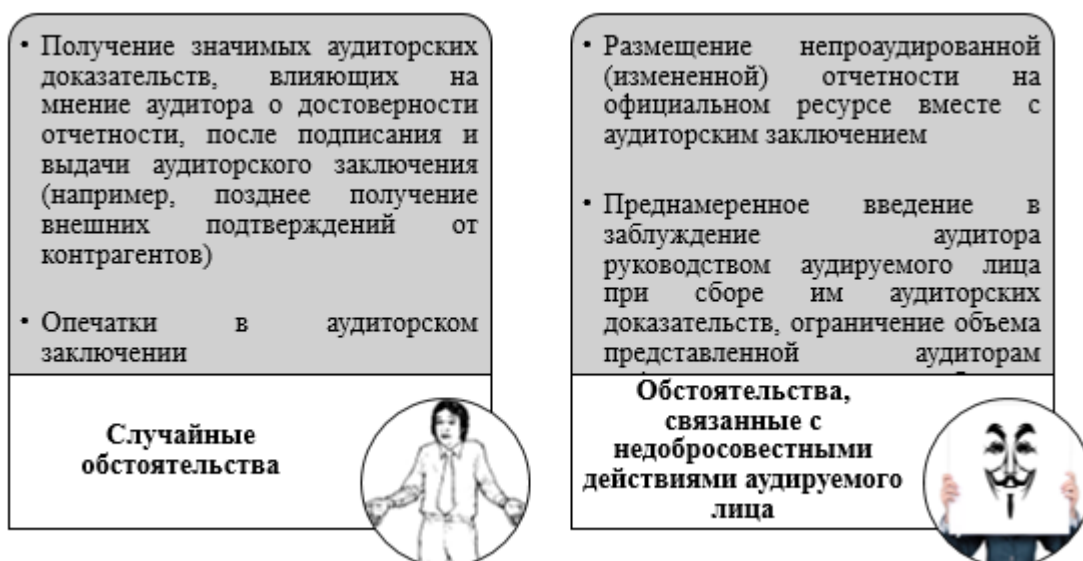 • Получение значимых аудиторских
доказательств, влияющих на
мнение аудитора о достоверности
отчетности, после подписания и
выдачи аудиторского заключения
(например, позднее получение
внешних подтверждений от
контрагентов)
• Опечатки в аудиторском
заключении
Случайные
обстоятельства
• Размещение непроаудированной
(измененной) отчетности на
официальном ресурсе вместе с
аудиторским заключением
• Преднамеренное введение в
заблуждение аудитора
руководством аудируемого лица
при сборе им аудиторских
доказательств, ограничение объема
представленной аудиторам
Обстоятельства,
связанные с
недобросовестными
действиями аудируемого
лица